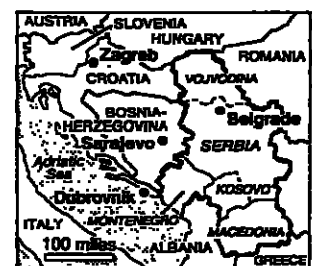 AUSTRIA
SLOVENIA
HUNGARY
Zagreb
ROMANIA
CROATIA
VOJVODINA
BOSNIA-
HERZEGOVINA
Belgrade
Sarajevo
SERBIA
Adriatic
Sea
Dubrovnik
KOSOVO
MONTENEGRO
MACEDONIA
ITALY
100 miles
ALBANIA
GREECE